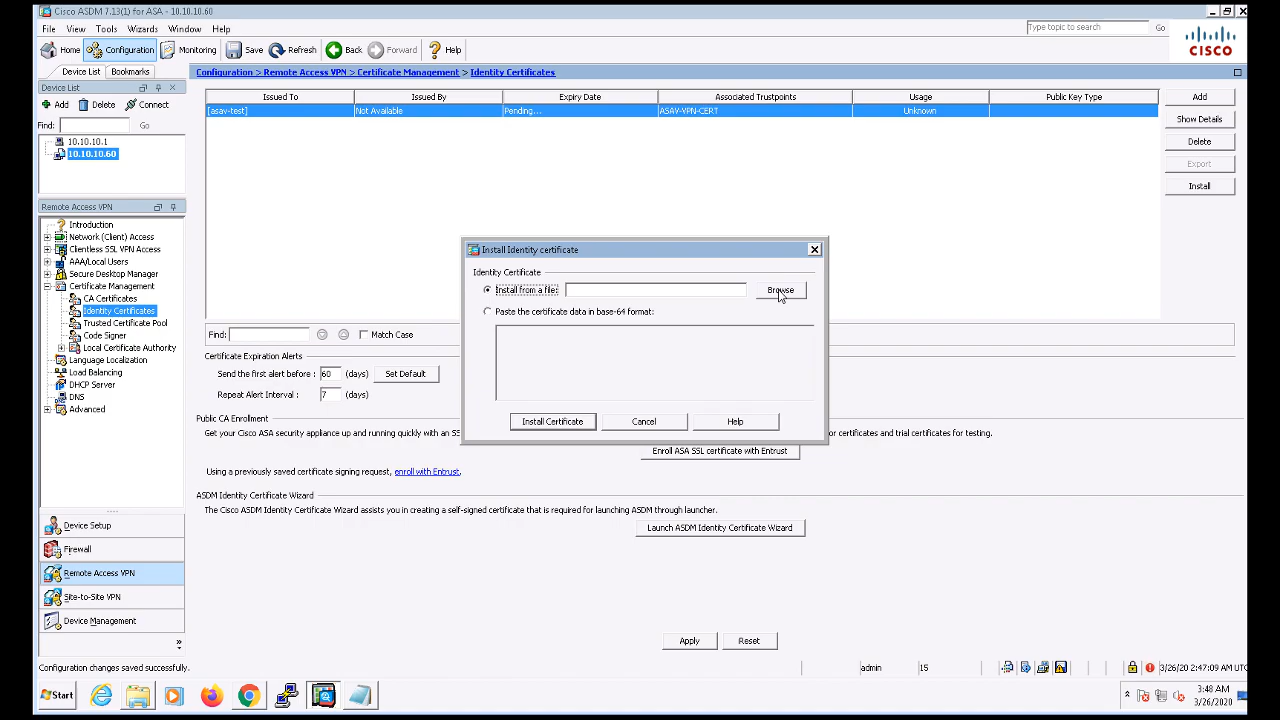 Cisco ASDM 7.13(1) for ASA - 10.10.10.60
File View Tools Wizards Window Help
Type topic to search Go
Home Configuration Monitoring Save Refresh Back Forward Help
CISCO
Device List Bookmarks
Configuration > Remote Access VPN > Certificate Management > Identity Certificates
Device List
Add Delete Connect
Find: Go
10.10.10.1
10.10.10.60
Issued To Issued By Expiry Date Associated Trustpoints Usage Public Key Type
[asav-test] Not Available Pending... ASAV-VPN-CERT Unknown
Add
Show Details
Delete
Export
Install
Remote Access VPN
Introduction
Network (Client) Access
Clientless SSL VPN Access
AAA/Local Users
Secure Desktop Manager
Certificate Management
CA Certificates
Identity Certificates
Trusted Certificate Pool
Code Signer
Local Certificate Authority
Language Localization
Load Balancing
DHCP Server
DNS
Advanced
Install Identity certificate
Identity Certificate
Install from a file: Browse
Paste the certificate data in base-64 format:
Install Certificate Cancel Help
Find: Match Case
Certificate Expiration Alerts
Send the first alert before : 60 (days) Set Default
Repeat Alert Interval : 7 (days)
Public CA Enrollment
Get your Cisco ASA security appliance up and running quickly with an SS or certificates and trial certificates for testing.
Enroll ASA SSL certificate with Entrust
Using a previously saved certificate signing request, enroll with Entrust.
ASDM Identity Certificate Wizard
The Cisco ASDM Identity Certificate Wizard assists you in creating a self-signed certificate that is required for launching ASDM through launcher.
Launch ASDM Identity Certificate Wizard
Device Setup
Firewall
Remote Access VPN
Site-to-Site VPN
Device Management
Apply Reset
Configuration changes saved successfully. admin 15 3/26/20 2:47:09 AM UTC
Start
3:48 AM
3/26/2020